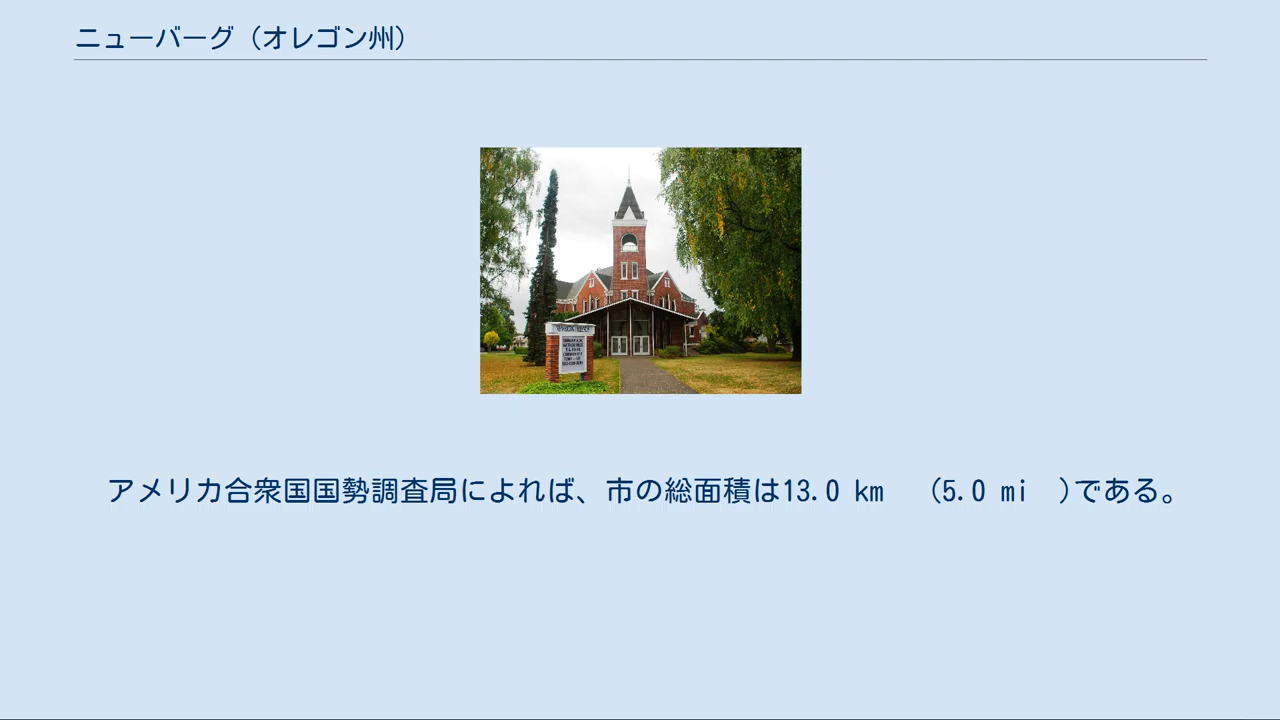 ニューバーグ（オレゴン州）
アメリカ合衆国国勢調査局によれば、市の総面積は13.0 km （5.0 mi ）である。